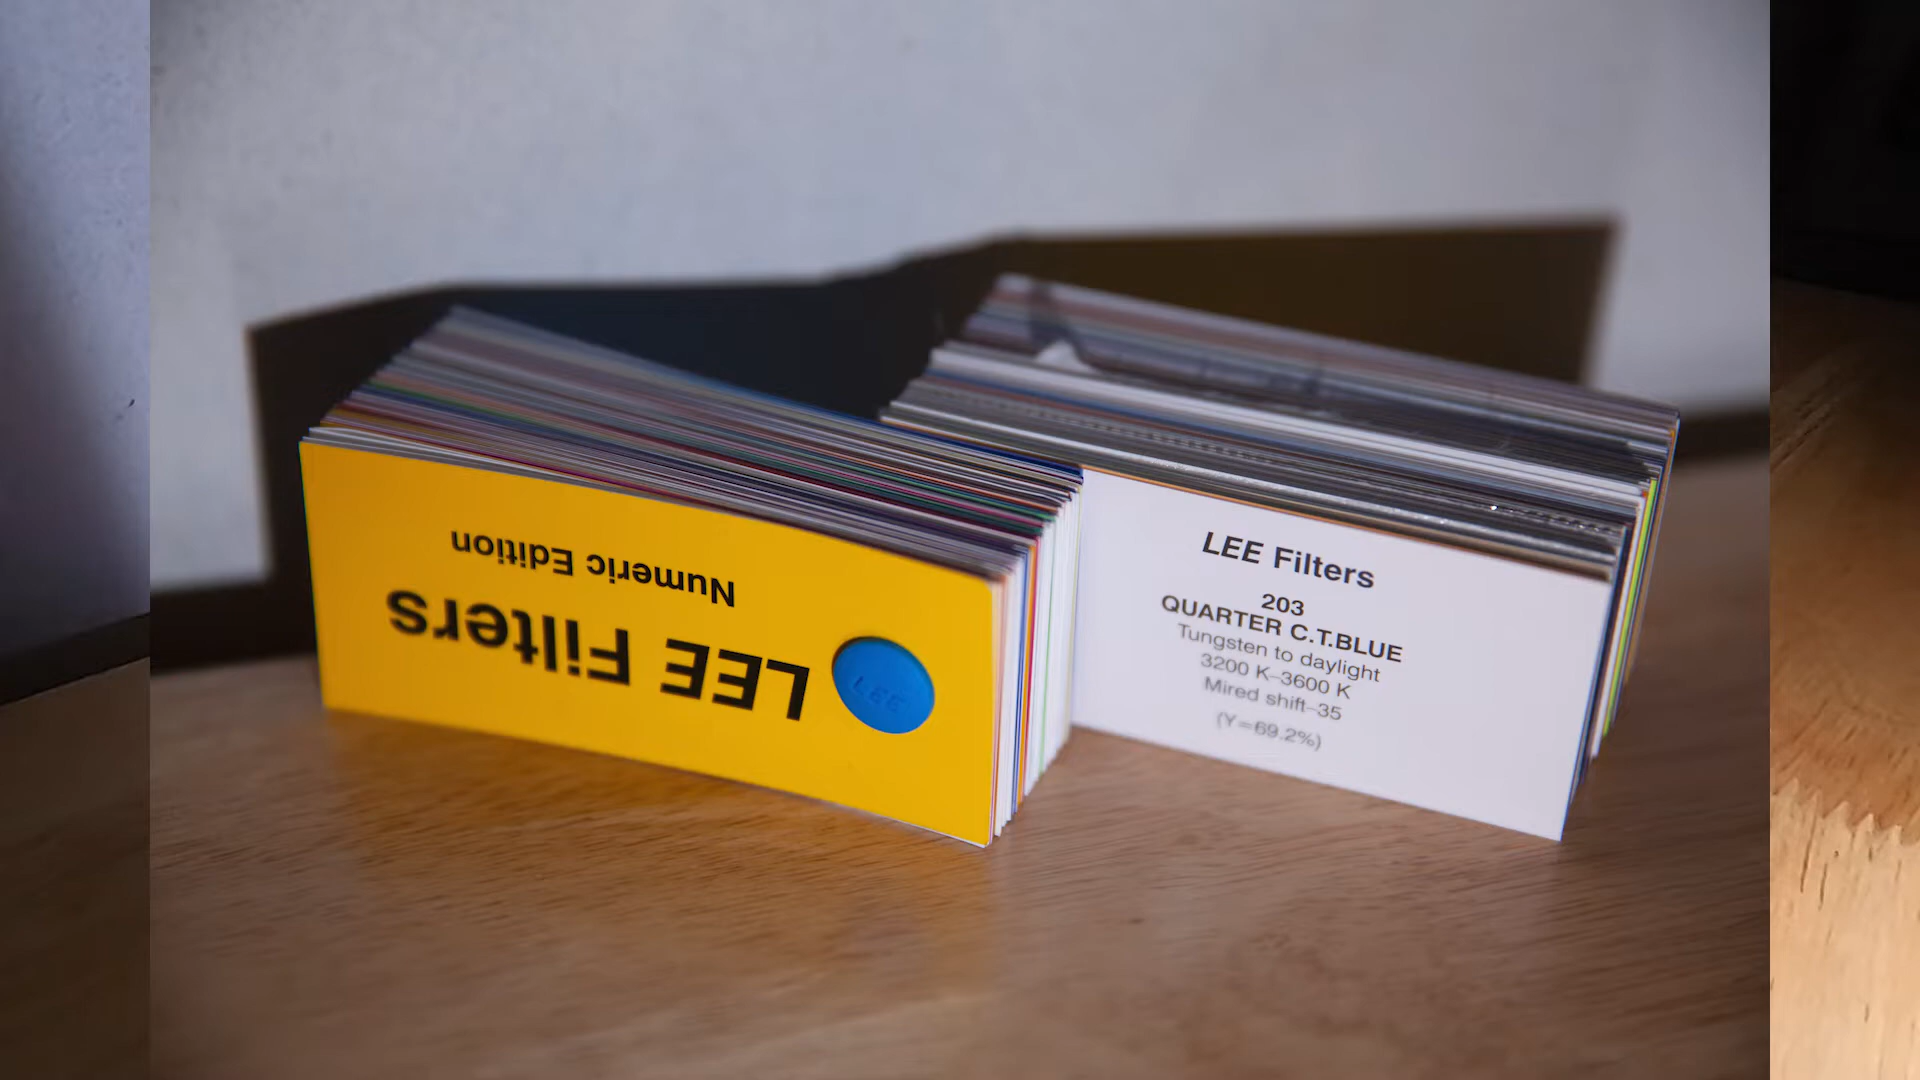 LEE Filters
Numeric Edition
LEE
LEE Filters
203
QUARTER C.T.BLUE
Tungsten to daylight
3200 K–3600 K
Mired shift–35
(Y=69.2%)